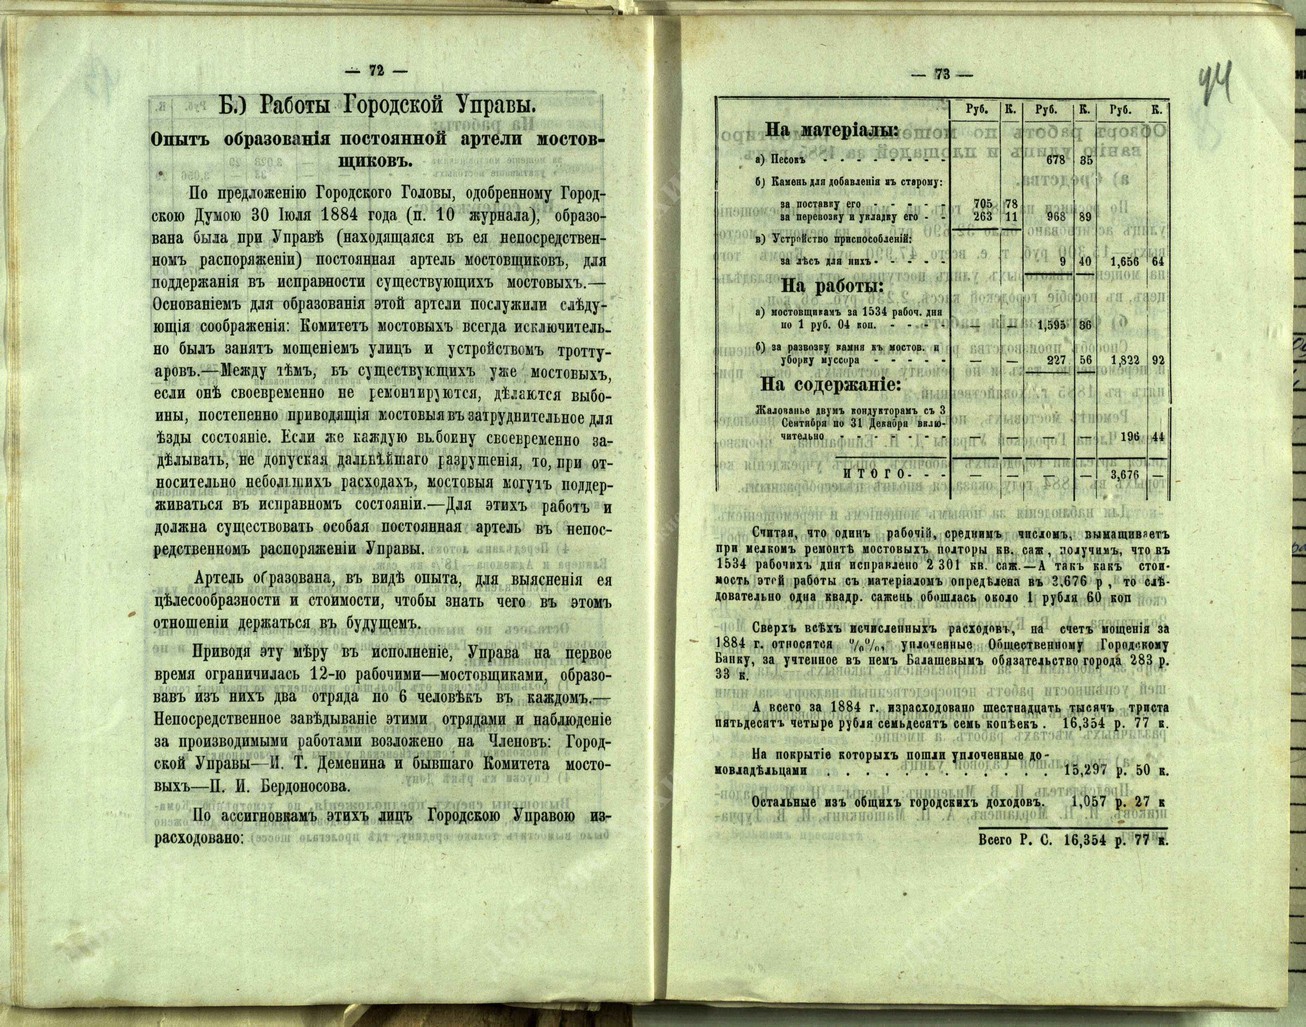 — 72 —
Б.) Работы Городской Управы.
Опытъ образованія постоянной артели мостов-
щиковъ.
По предложенію Городского Головы, одобренному Город-
скою Думою 30 Іюля 1884 года (п. 10 журнала), образо-
вана была при Управѣ (находящаяся въ ея непосредствен-
номъ распоряженіи) постоянная артель мостовщиковъ, для
поддержанія въ исправности существующихъ мостовыхъ.—
Основаніемъ для образованія этой артели послужили слѣду-
ющія соображенія: Комитетъ мостовыхъ всегда исключитель-
но былъ занятъ мощеніемъ улицъ и устройствомъ тротту-
аровъ.—Между тѣмъ, въ существующихъ уже мостовыхъ,
если онѣ своевременно не ремонтируются, дѣлаются выбо-
ины, постепенно приводящія мостовыя въ затруднительное для
ѣзды состояніе. Если же каждую выбоину своевременно за-
дѣлывать, не допуская дальнѣйшаго разрушенія, то, при от-
носительно небольшихъ расходахъ, мостовыя могутъ поддер-
живаться въ исправномъ состояніи.—Для этихъ работъ и
должна существовать особая постоянная артель въ непос-
редственномъ распоряженіи Управы.
Артель образована, въ видѣ опыта, для выясненія ея
цѣлесообразности и стоимости, чтобы знать чего въ этомъ
отношеніи держаться въ будущемъ.
Приводя эту мѣру въ исполненіе, Управа на первое
время ограничилась 12-ю рабочими—мостовщиками, образо-
вавъ изъ нихъ два отряда по 6 человѣкъ въ каждомъ.—
Непосредственное завѣдываніе этими отрядами и наблюденіе
за производимыми работами возложено на Членовъ: Город-
ской Управы—И. Т. Деменина и бывшаго Комитета мосто-
выхъ—П. И. Бердоносова.
По ассигновкамъ этихъ лицъ Городскою Управою из-
расходовано:
— 73 —
94
Руб. К. Руб. К. Руб. К.
На матеріалы:
а) Песокъ - - - - - - - - 678 35
б) Камень для добавленія къ старому:
за поставку его - - - - - 705 78
за перевозку и укладку его - - 263 11 968 89
в) Устройство приспособленій:
за лѣсъ для нихъ - - - - - 9 40 1,656 64
На работы:
а) мостовщикамъ за 1534 рабоч. дня
по 1 руб. 04 коп. - - - - - — — 1,595 36
б) за развозку камня къ мостов. и
уборку муссора - - - - - — — 227 56 1,822 92
На содержаніе:
Жалованье двумъ кондукторамъ съ 3
Сентября по 31 Декабря вклю-
чительно - - - - - - — — — — 196 44
ИТОГО - — — — — 3,676 —
Считая, что одинъ рабочій, среднимъ числомъ, вымащиваетъ
при мелкомъ ремонтѣ мостовыхъ полторы кв. саж, получимъ, что въ
1534 рабочихъ дня исправлено 2 301 кв. саж.—А такъ какъ стои-
мость этой работы съ матеріаломъ опредѣлена въ 3,676 р, то слѣ-
довательно одна квадр. сажень обошлась около 1 рубля 60 коп
Сверхъ всѣхъ исчисленныхъ расходовъ, на счетъ мощенія за
1884 г. относятся %%, уплоченные Общественному Городскому
Банку, за учтенное въ немъ Балашевымъ обязательство города 283 р.
33 к.
А всего за 1884 г. израсходовано шестнадцать тысячъ триста
пятьдесятъ четыре рубля семьдесятъ семь копѣекъ. 16,354 р. 77 к.
На покрытіе которыхъ пошли уплоченные до-
мовладѣльцами . . . . . . . . . . . . 15,297 р. 50 к.
Остальные изъ общихъ городскихъ доходовъ. 1,057 р. 27 к
Всего Р. С. 16,354 р. 77 к.